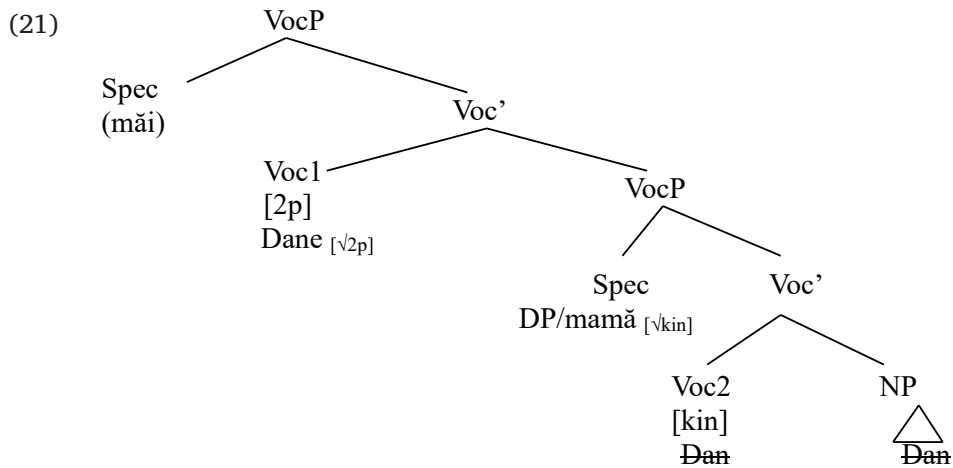 (21)
VocP
Spec
(măi)
Voc’
Voc1
[2p]
Dane [√2p]
VocP
Spec
DP/mamă [√kin]
Voc’
Voc2
[kin]
Dan
NP
Dan